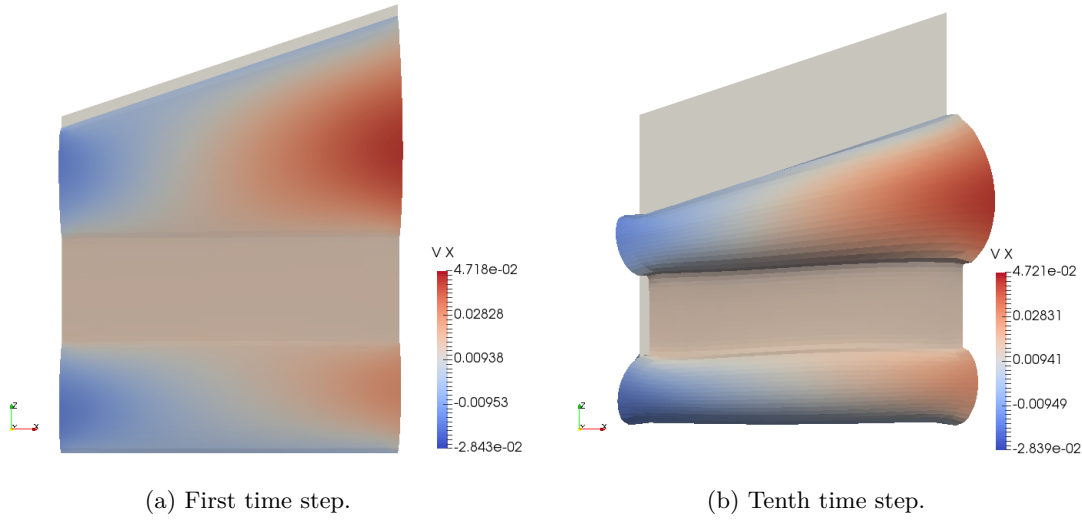 V X
4.718e-02
0.02828
0.00938
-0.00953
-2.843e-02
Z
Y
X
(a) First time step.
V X
4.721e-02
0.02831
0.00941
-0.00949
-2.839e-02
Z
Y
X
(b) Tenth time step.